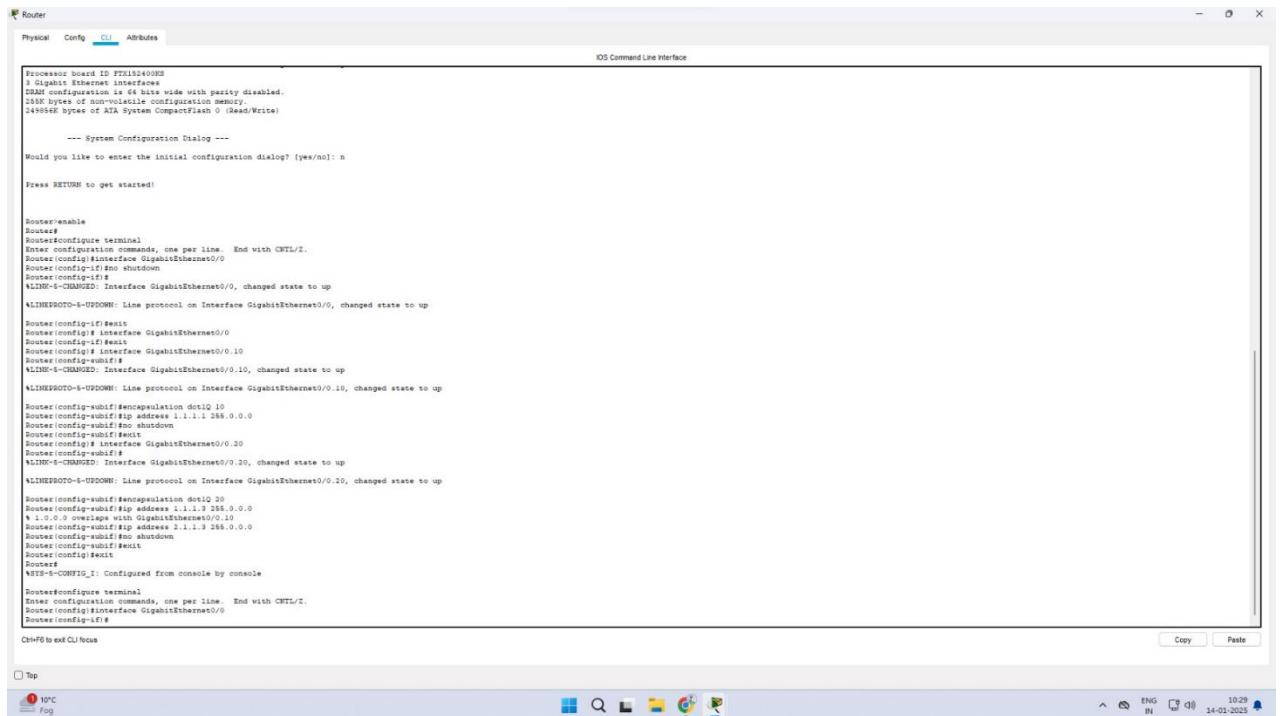 Router
Physical Config CLI Attributes
IOS Command Line Interface
Processor board ID FTX152400KS
3 Gigabit Ethernet interfaces
DRAM configuration is 64 bits wide with parity disabled.
255K bytes of non-volatile configuration memory.
249856K bytes of ATA System CompactFlash 0 (Read/Write)
--- System Configuration Dialog ---
Would you like to enter the initial configuration dialog? [yes/no]: n
Press RETURN to get started!
Router>enable
Router#
Router#configure terminal
Enter configuration commands, one per line. End with CNTL/Z.
Router(config)#interface GigabitEthernet0/0
Router(config-if)#no shutdown
Router(config-if)#
%LINK-5-CHANGED: Interface GigabitEthernet0/0, changed state to up
%LINEPROTO-5-UPDOWN: Line protocol on Interface GigabitEthernet0/0, changed state to up
Router(config-if)#exit
Router(config)# interface GigabitEthernet0/0
Router(config-if)#exit
Router(config)# interface GigabitEthernet0/0.10
Router(config-subif)#
%LINK-5-CHANGED: Interface GigabitEthernet0/0.10, changed state to up
%LINEPROTO-5-UPDOWN: Line protocol on Interface GigabitEthernet0/0.10, changed state to up
Router(config-subif)#encapsulation dot1Q 10
Router(config-subif)#ip address 1.1.1.1 255.0.0.0
Router(config-subif)#no shutdown
Router(config-subif)#exit
Router(config)# interface GigabitEthernet0/0.20
Router(config-subif)#
%LINK-5-CHANGED: Interface GigabitEthernet0/0.20, changed state to up
%LINEPROTO-5-UPDOWN: Line protocol on Interface GigabitEthernet0/0.20, changed state to up
Router(config-subif)#encapsulation dot1Q 20
Router(config-subif)#ip address 1.1.1.3 255.0.0.0
% 1.0.0.0 overlaps with GigabitEthernet0/0.10
Router(config-subif)#ip address 2.1.1.3 255.0.0.0
Router(config-subif)#no shutdown
Router(config-subif)#exit
Router(config)#exit
Router#
%SYS-5-CONFIG_I: Configured from console by console
Router#configure terminal
Enter configuration commands, one per line. End with CNTL/Z.
Router(config)#interface GigabitEthernet0/0
Router(config-if)#
Ctrl+F6 to exit CLI focus
Copy Paste
Top
1 10°C ENG 10:29
Fog IN 14-01-2025